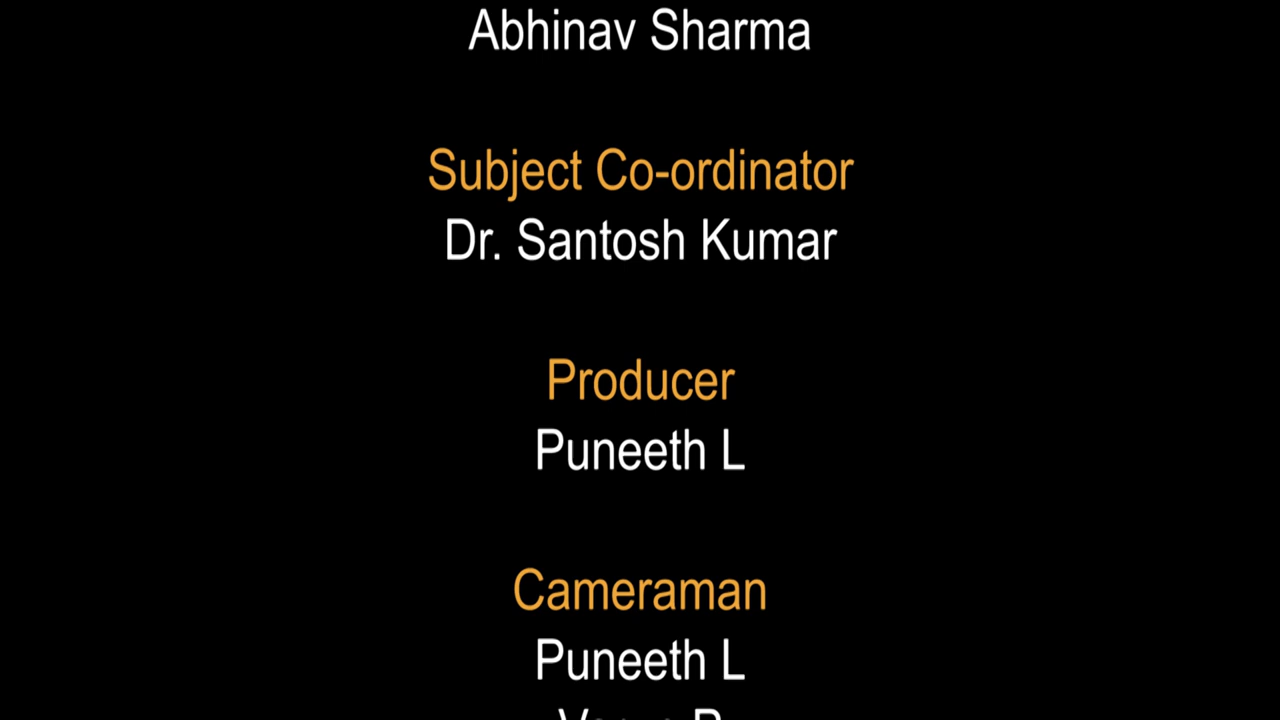 Abhinav Sharma
Subject Co-ordinator
Dr. Santosh Kumar
Producer
Puneeth L
Cameraman
Puneeth L